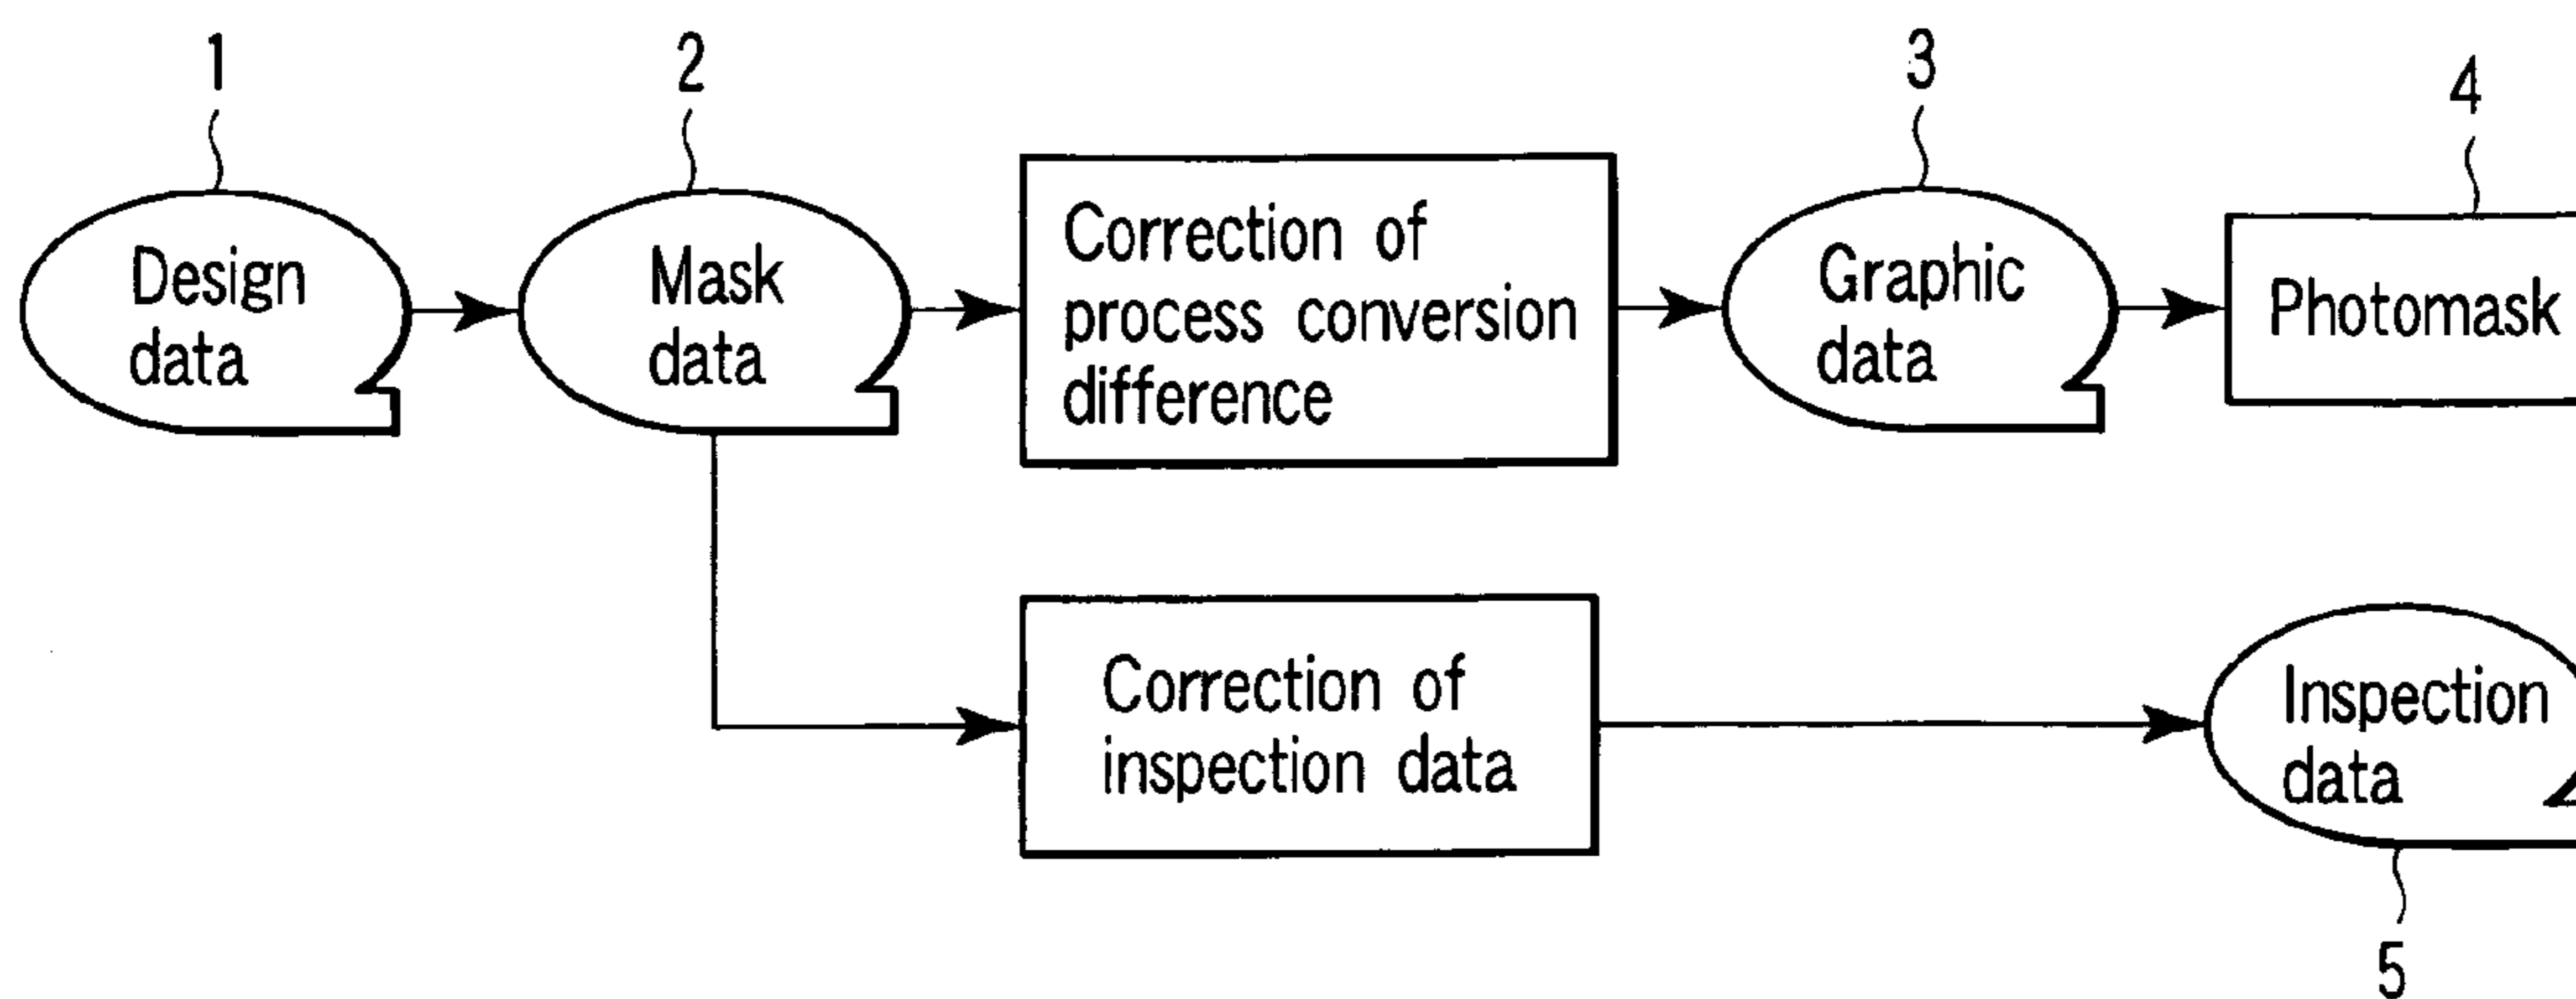 1
2
3
4
Design
data
Mask
data
Correction of
process conversion
difference
Graphic
data
Photomask
Correction of
inspection data
Inspection
data
5